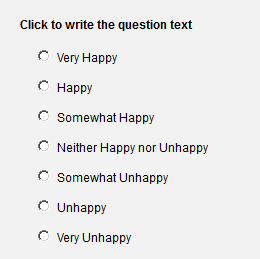 Click to write the question text
Very Happy
Happy
Somewhat Happy
Neither Happy nor Unhappy
Somewhat Unhappy
Unhappy
Very Unhappy